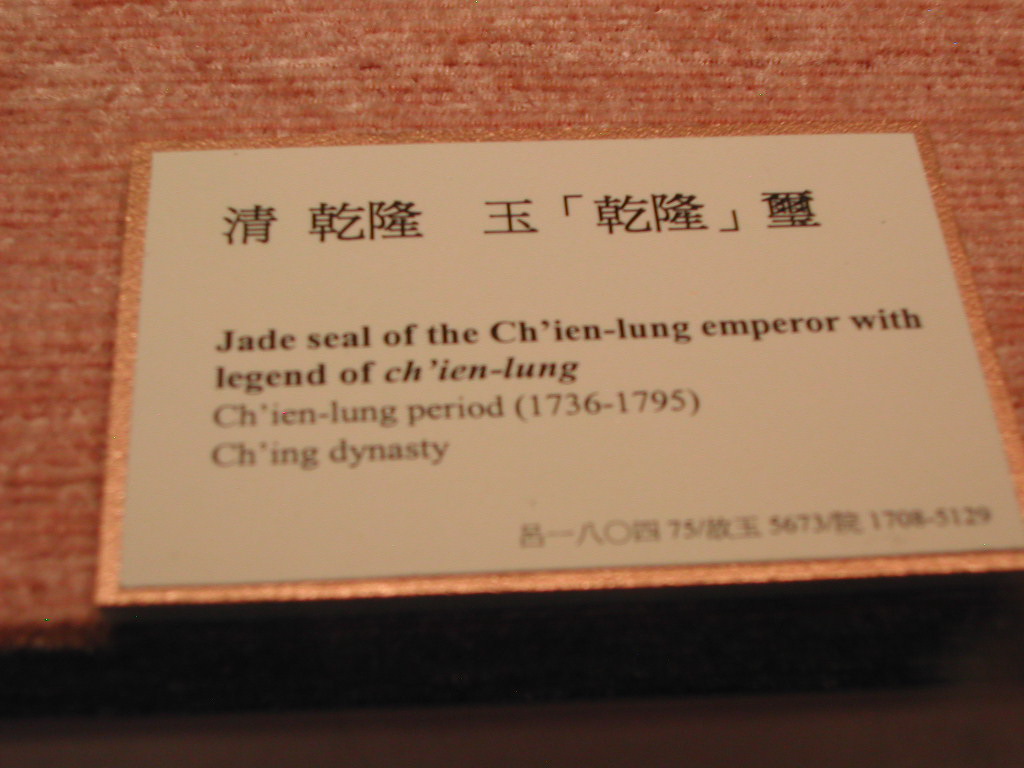 清 乾隆　玉「乾隆」璽
Jade seal of the Ch'ien-lung emperor with
legend of ch'ien-lung
Ch'ien-lung period (1736-1795)
Ch'ing dynasty
呂一八〇四 75/故玉 5673/院 1708-5129